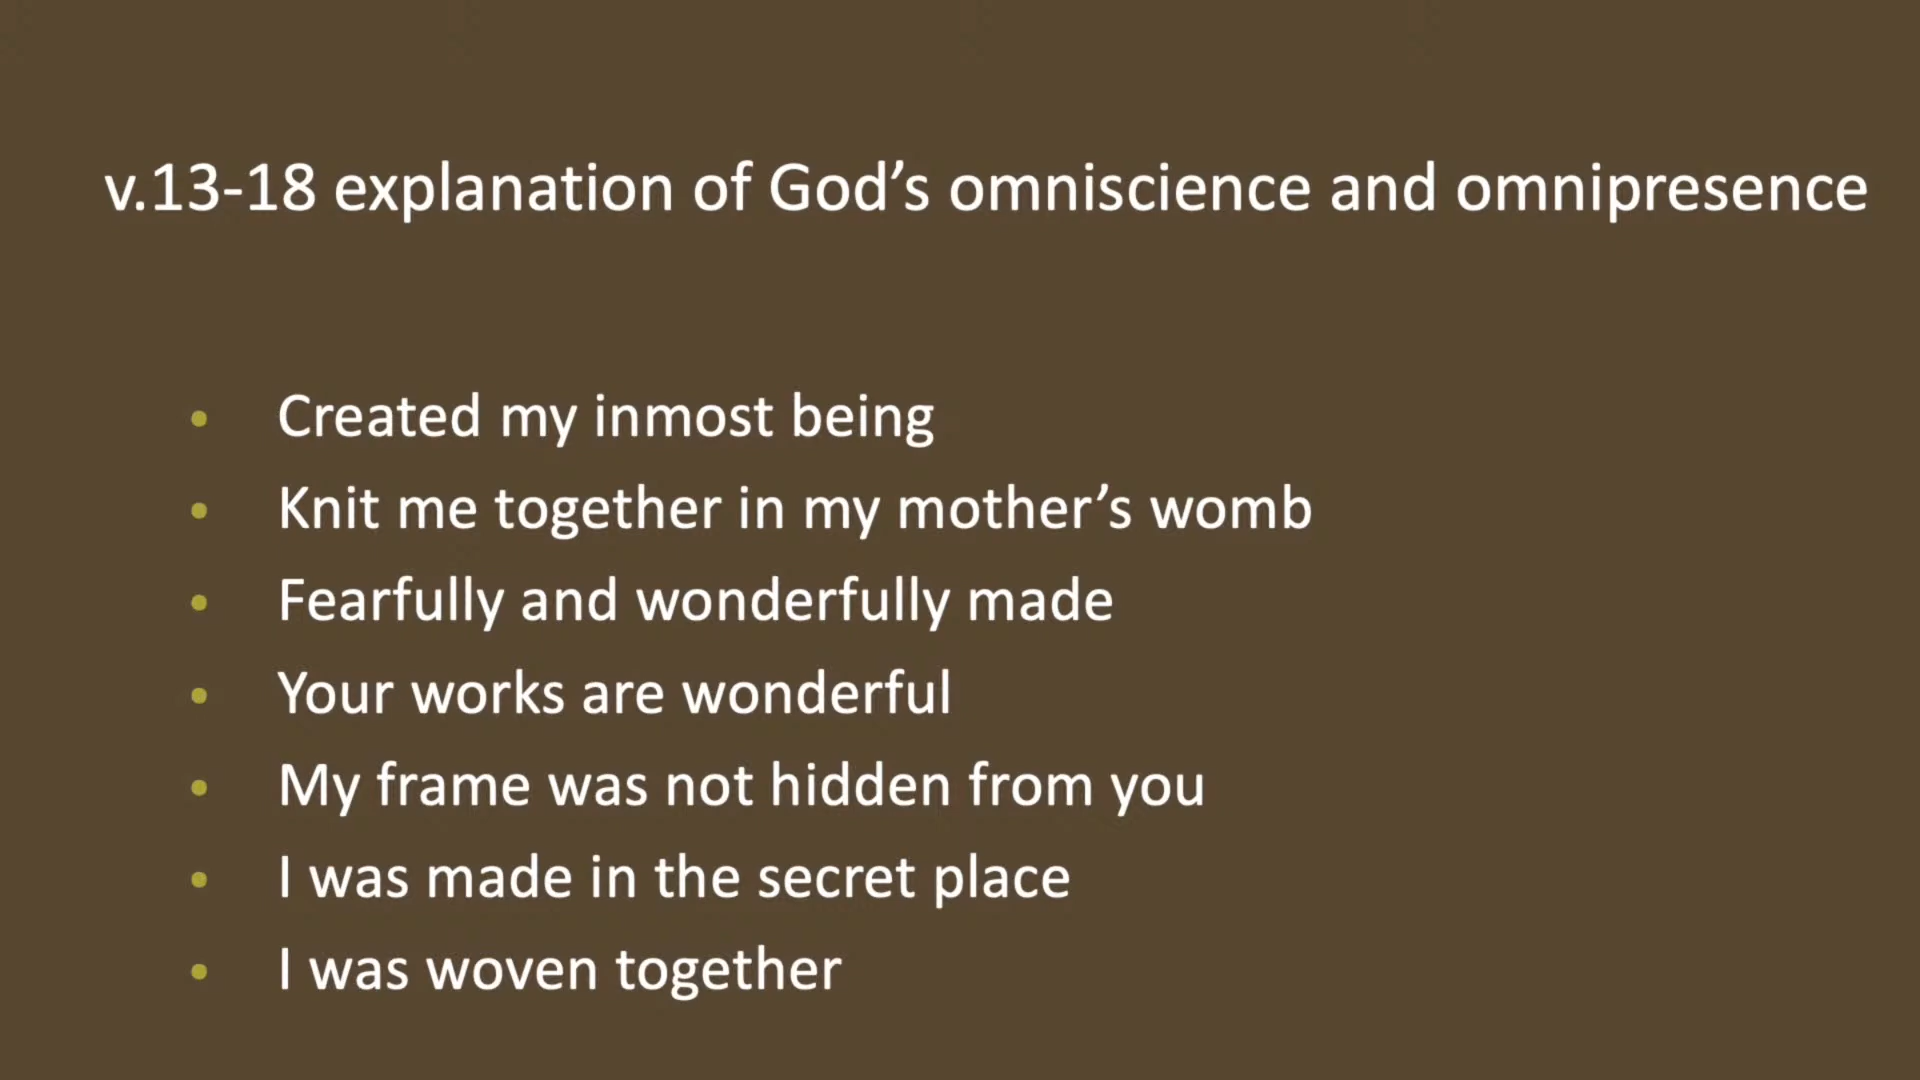 v.13-18 explanation of God’s omniscience and omnipresence
• Created my inmost being
• Knit me together in my mother’s womb
• Fearfully and wonderfully made
• Your works are wonderful
• My frame was not hidden from you
• I was made in the secret place
• I was woven together